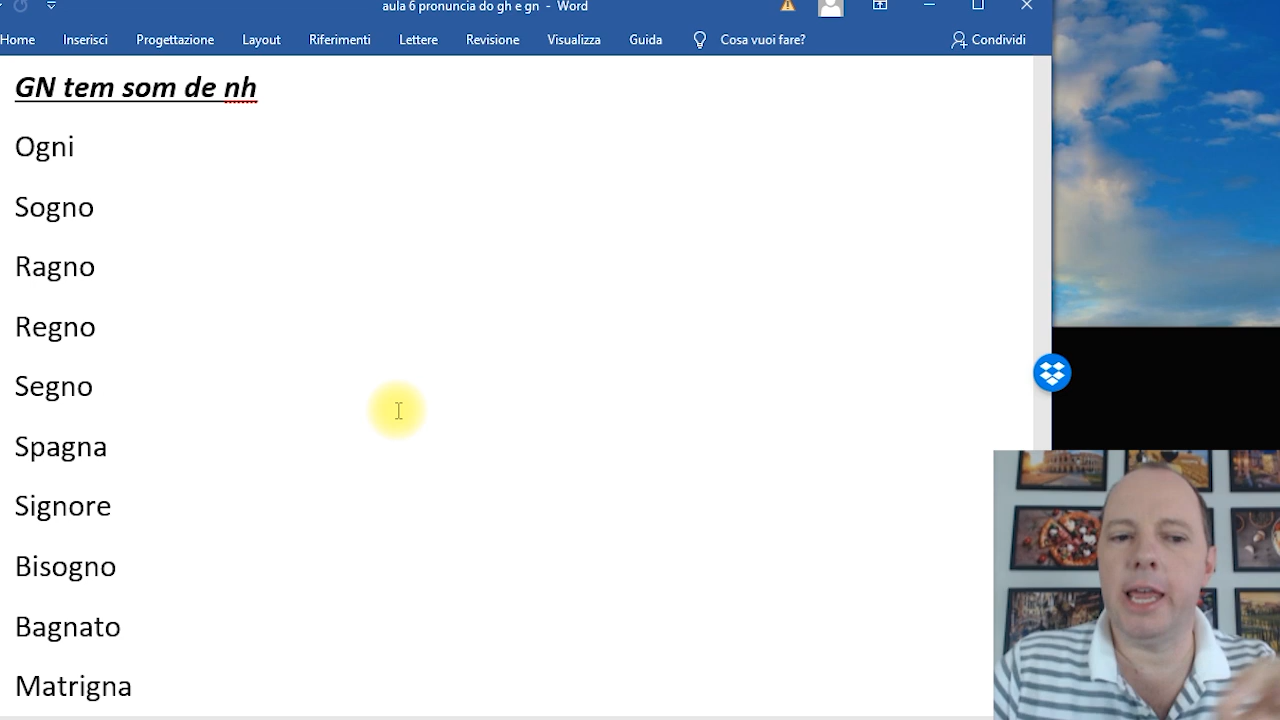 aula 6 pronuncia do gh e gn - Word
Home Inserisci Progettazione Layout Riferimenti Lettere Revisione Visualizza Guida Cosa vuoi fare? Condividi
GN tem som de nh
Ogni
Sogno
Ragno
Regno
Segno
Spagna
Signore
Bisogno
Bagnato
Matrigna